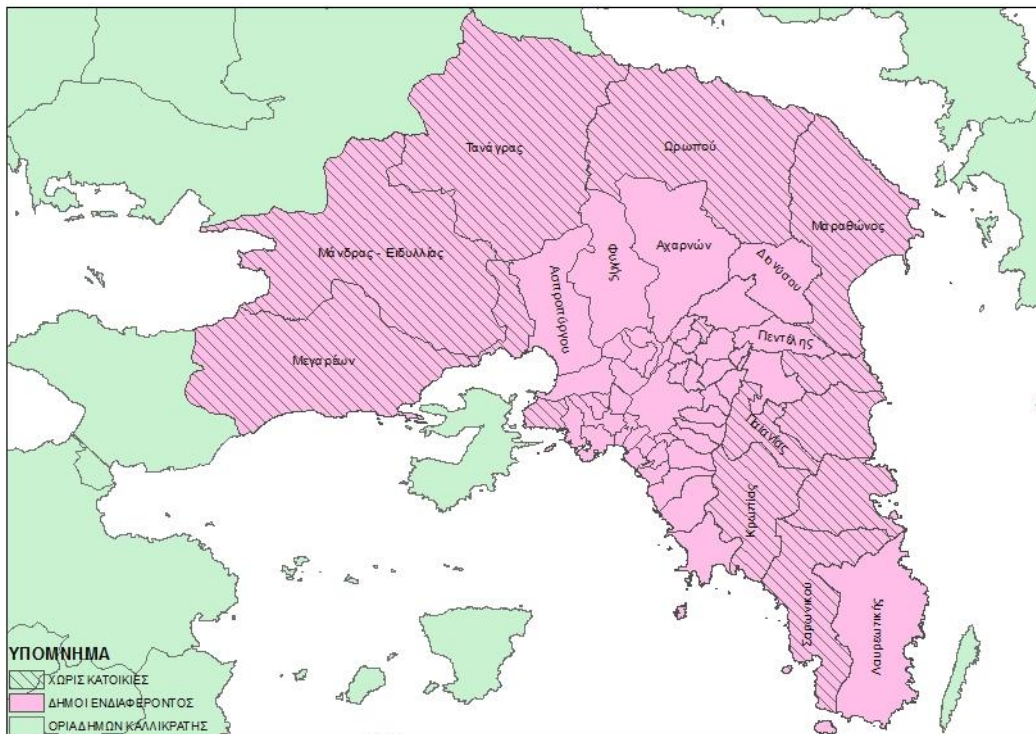 Τανάγρας
Ωρωπού
Μαραθώνος
Μάνδρας - Ειδυλλίας
Φυλής
Αχαρνών
Διονύσου
Ασπροπύργου
Πεντέλης
Μεγαρέων
Παιανίας
Κρωπίας
Σαρωνικού
Λαυρεωτικής
ΥΠΟΜΝΗΜΑ
ΧΩΡΙΣ ΚΑΤΟΙΚΙΕΣ
ΔΗΜΟΙ ΕΝΔΙΑΦΕΡΟΝΤΟΣ
ΟΡΙΑ ΔΗΜΩΝ ΚΑΛΛΙΚΡΑΤΗΣ